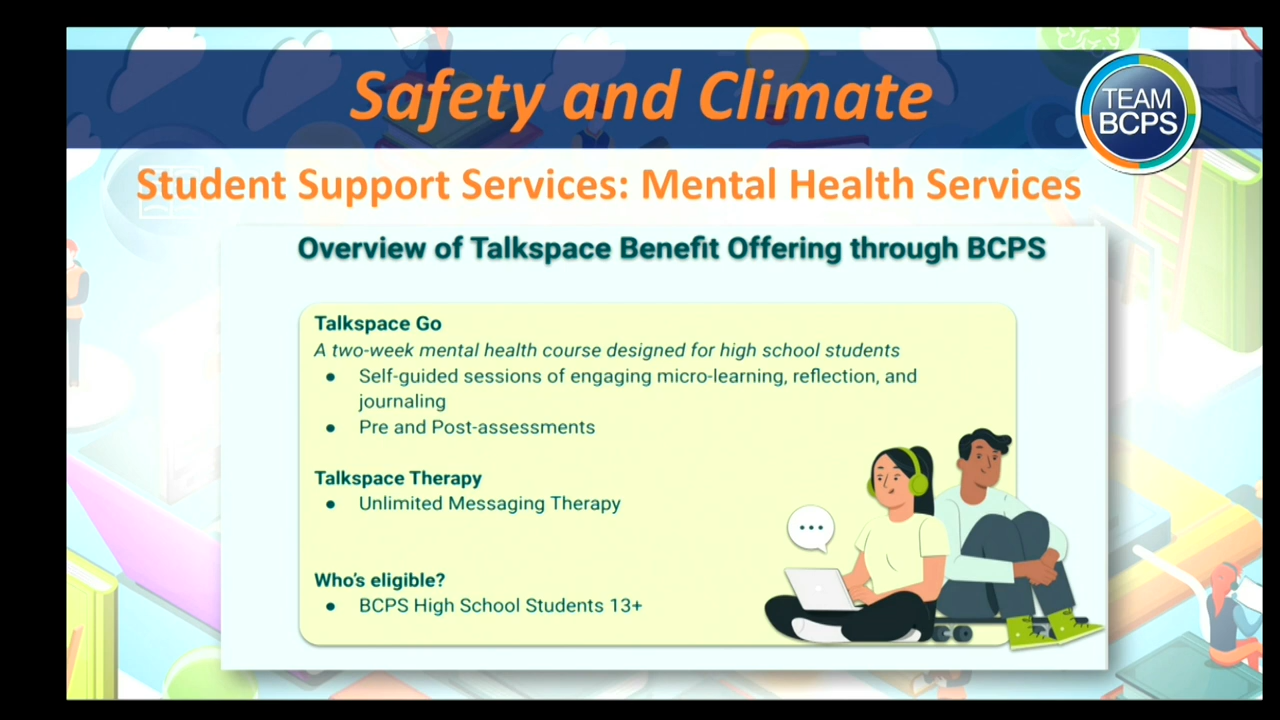 Safety and Climate
TEAM
BCPS
Student Support Services: Mental Health Services
Overview of Talkspace Benefit Offering through BCPS
Talkspace Go
A two-week mental health course designed for high school students
● Self-guided sessions of engaging micro-learning, reflection, and
journaling
● Pre and Post-assessments
Talkspace Therapy
● Unlimited Messaging Therapy
Who's eligible?
● BCPS High School Students 13+